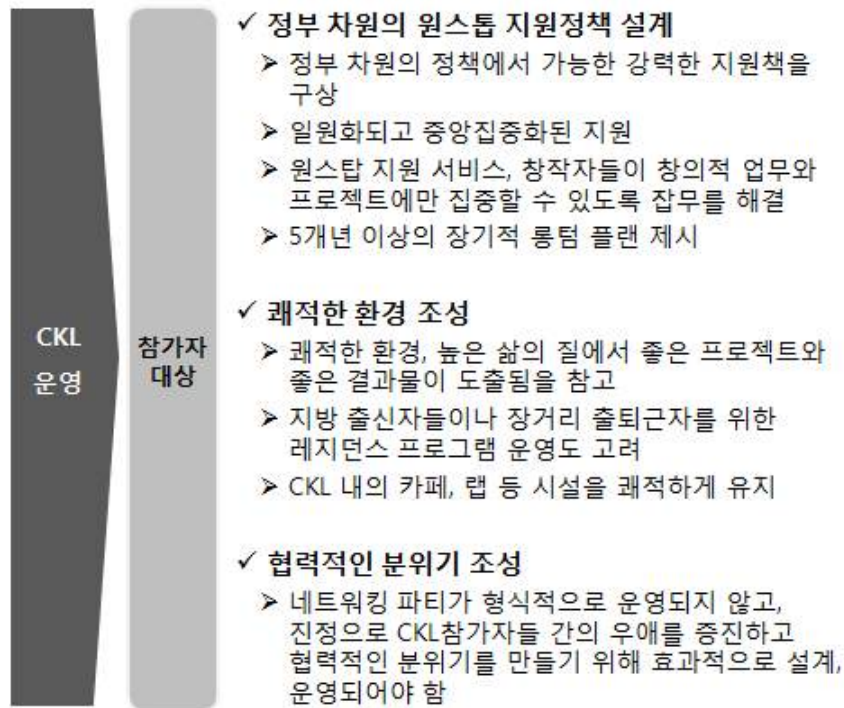 CKL
운영
참가자
대상
✓ 정부 차원의 원스톱 지원정책 설계
➢ 정부 차원의 정책에서 가능한 강력한 지원책을
구상
➢ 일원화되고 중앙집중화된 지원
➢ 원스탑 지원 서비스, 창작자들이 창의적 업무와
프로젝트에만 집중할 수 있도록 잡무를 해결
➢ 5개년 이상의 장기적 롱텀 플랜 제시
✓ 쾌적한 환경 조성
➢ 쾌적한 환경, 높은 삶의 질에서 좋은 프로젝트와
좋은 결과물이 도출됨을 참고
➢ 지방 출신자들이나 장거리 출퇴근자를 위한
레지던스 프로그램 운영도 고려
➢ CKL 내의 카페, 랩 등 시설을 쾌적하게 유지
✓ 협력적인 분위기 조성
➢ 네트워킹 파티가 형식적으로 운영되지 않고,
진정으로 CKL참가자들 간의 우애를 증진하고
협력적인 분위기를 만들기 위해 효과적으로 설계,
운영되어야 함